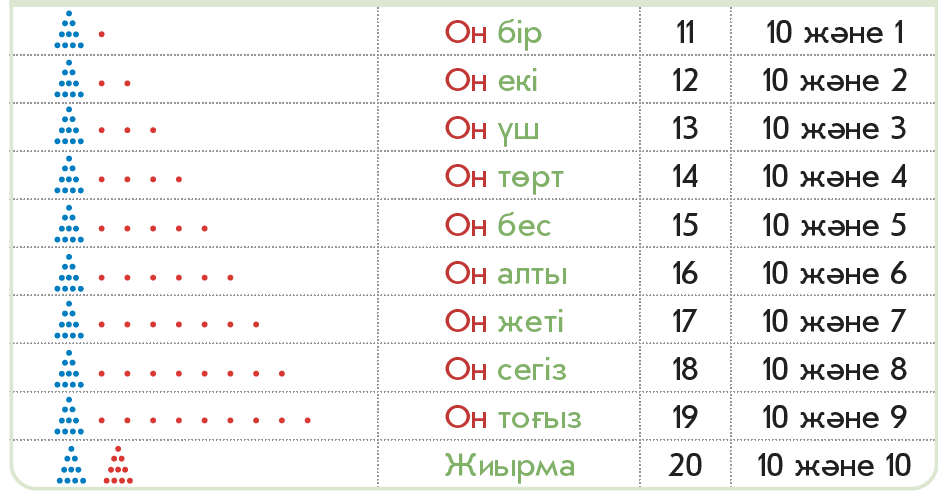 Он бір 11 10 және 1
Он екі 12 10 және 2
Он үш 13 10 және 3
Он төрт 14 10 және 4
Он бес 15 10 және 5
Он алты 16 10 және 6
Он жеті 17 10 және 7
Он сегіз 18 10 және 8
Он тоғыз 19 10 және 9
Жиырма 20 10 және 10